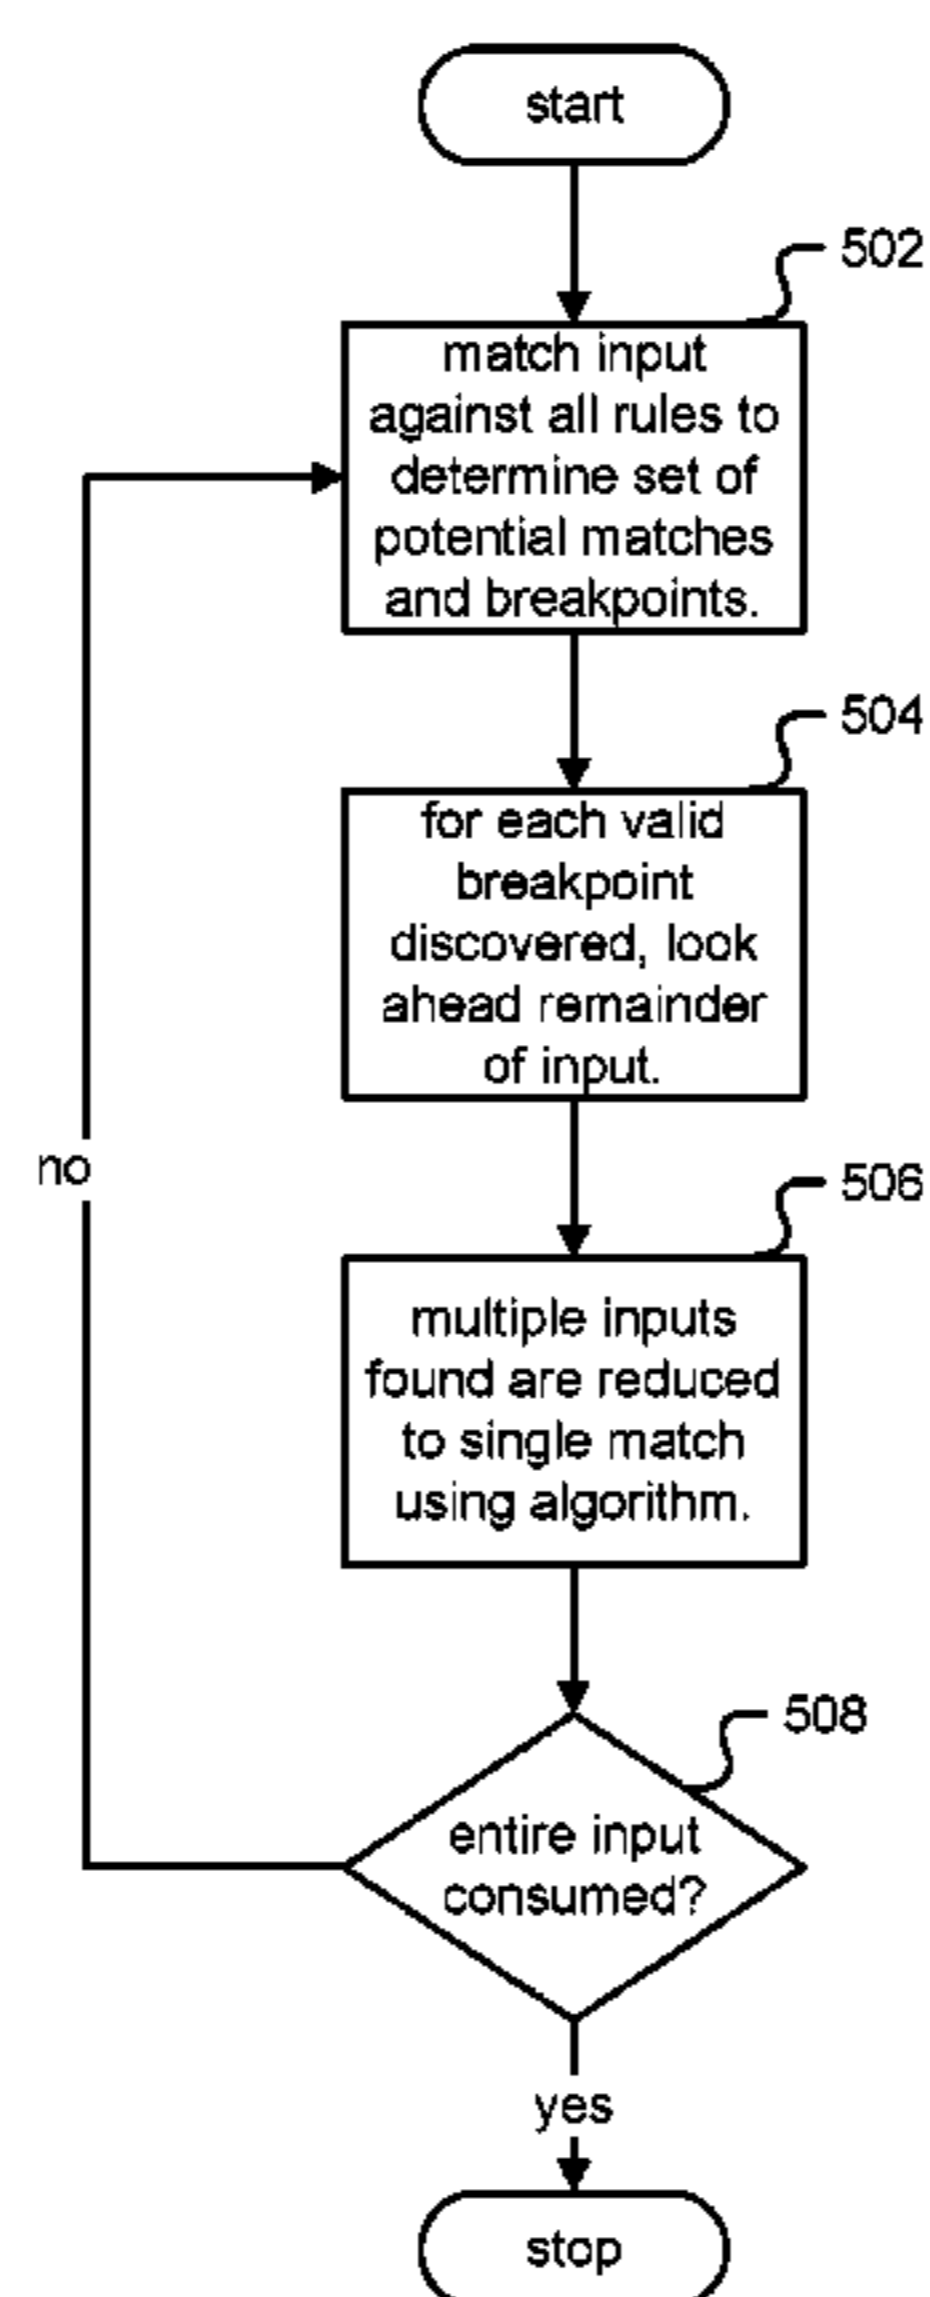 start
502
match input
against all rules to
determine set of
potential matches
and breakpoints.
504
for each valid
breakpoint
discovered, look
ahead remainder
of input.
no
506
multiple inputs
found are reduced
to single match
using algorithm.
508
entire input
consumed?
yes
stop